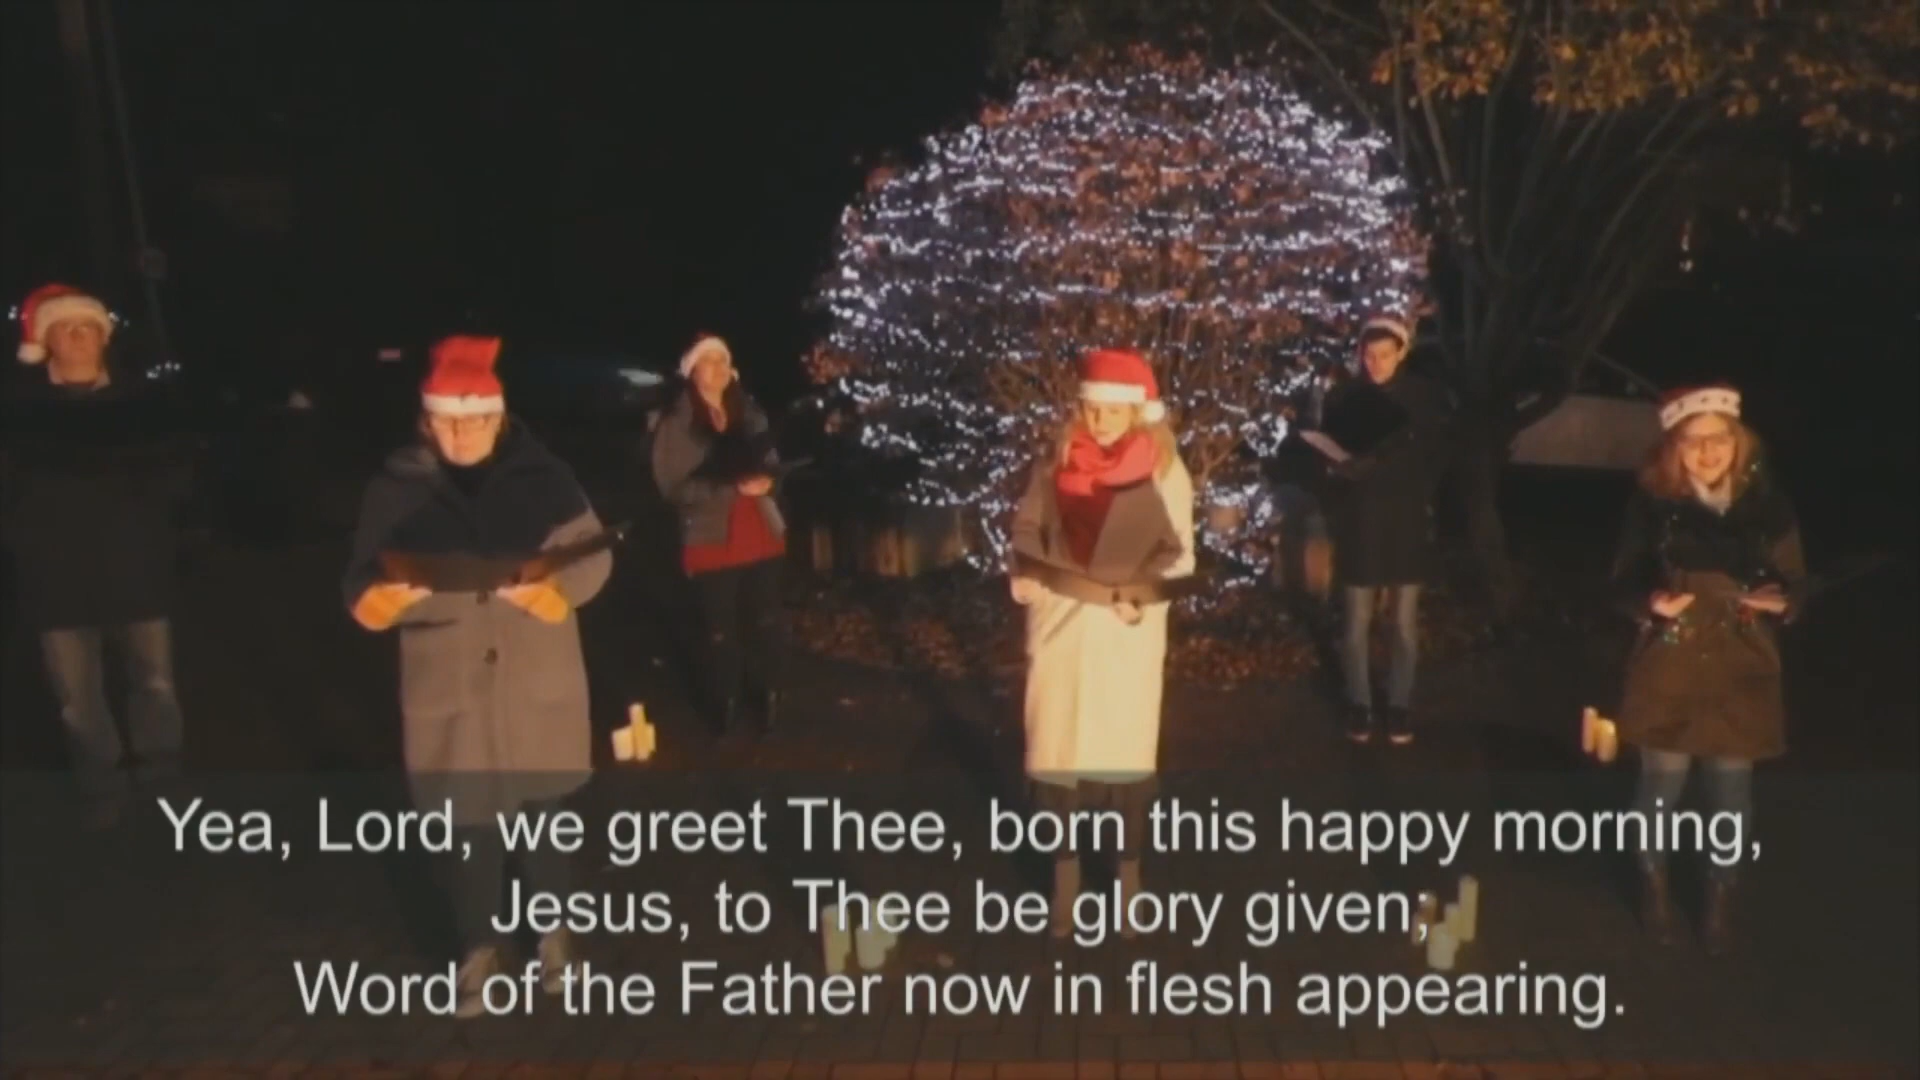 Yea, Lord, we greet Thee, born this happy morning,
Jesus, to Thee be glory given;
Word of the Father now in flesh appearing.